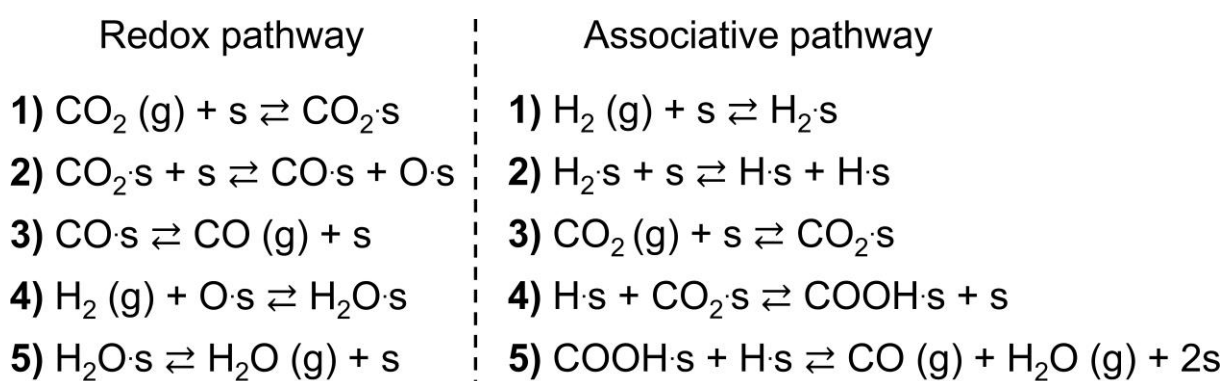 Redox pathway
1) CO₂ (g) + s ⇄ CO₂·s
2) CO₂·s + s ⇄ CO·s + O·s
3) CO·s ⇄ CO (g) + s
4) H₂ (g) + O·s ⇄ H₂O·s
5) H₂O·s ⇄ H₂O (g) + s
Associative pathway
1) H₂ (g) + s ⇄ H₂·s
2) H₂·s + s ⇄ H·s + H·s
3) CO₂ (g) + s ⇄ CO₂·s
4) H·s + CO₂·s ⇄ COOH·s + s
5) COOH·s + H·s ⇄ CO (g) + H₂O (g) + 2s